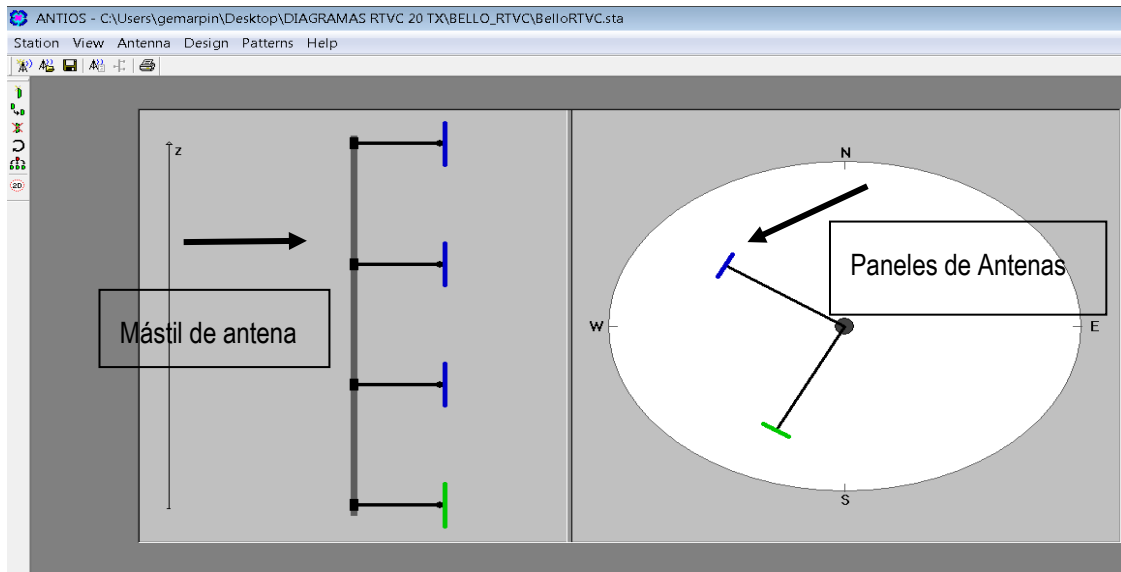 ANTIOS - C:\Users\gemarpin\Desktop\DIAGRAMAS RTVC 20 TX\BELLO_RTVC\BelloRTVC.sta
Station View Antenna Design Patterns Help
2D
z
N
Paneles de Antenas
W
E
Mástil de antena
S